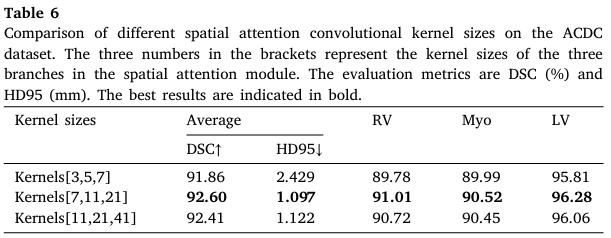 Table 6
Comparison of different spatial attention convolutional kernel sizes on the ACDC
dataset. The three numbers in the brackets represent the kernel sizes of the three
branches in the spatial attention module. The evaluation metrics are DSC (%) and
HD95 (mm). The best results are indicated in bold.
Kernel sizes Average RV Myo LV
DSC↑ HD95↓
Kernels[3,5,7] 91.86 2.429 89.78 89.99 95.81
Kernels[7,11,21] 92.60 1.097 91.01 90.52 96.28
Kernels[11,21,41] 92.41 1.122 90.72 90.45 96.06